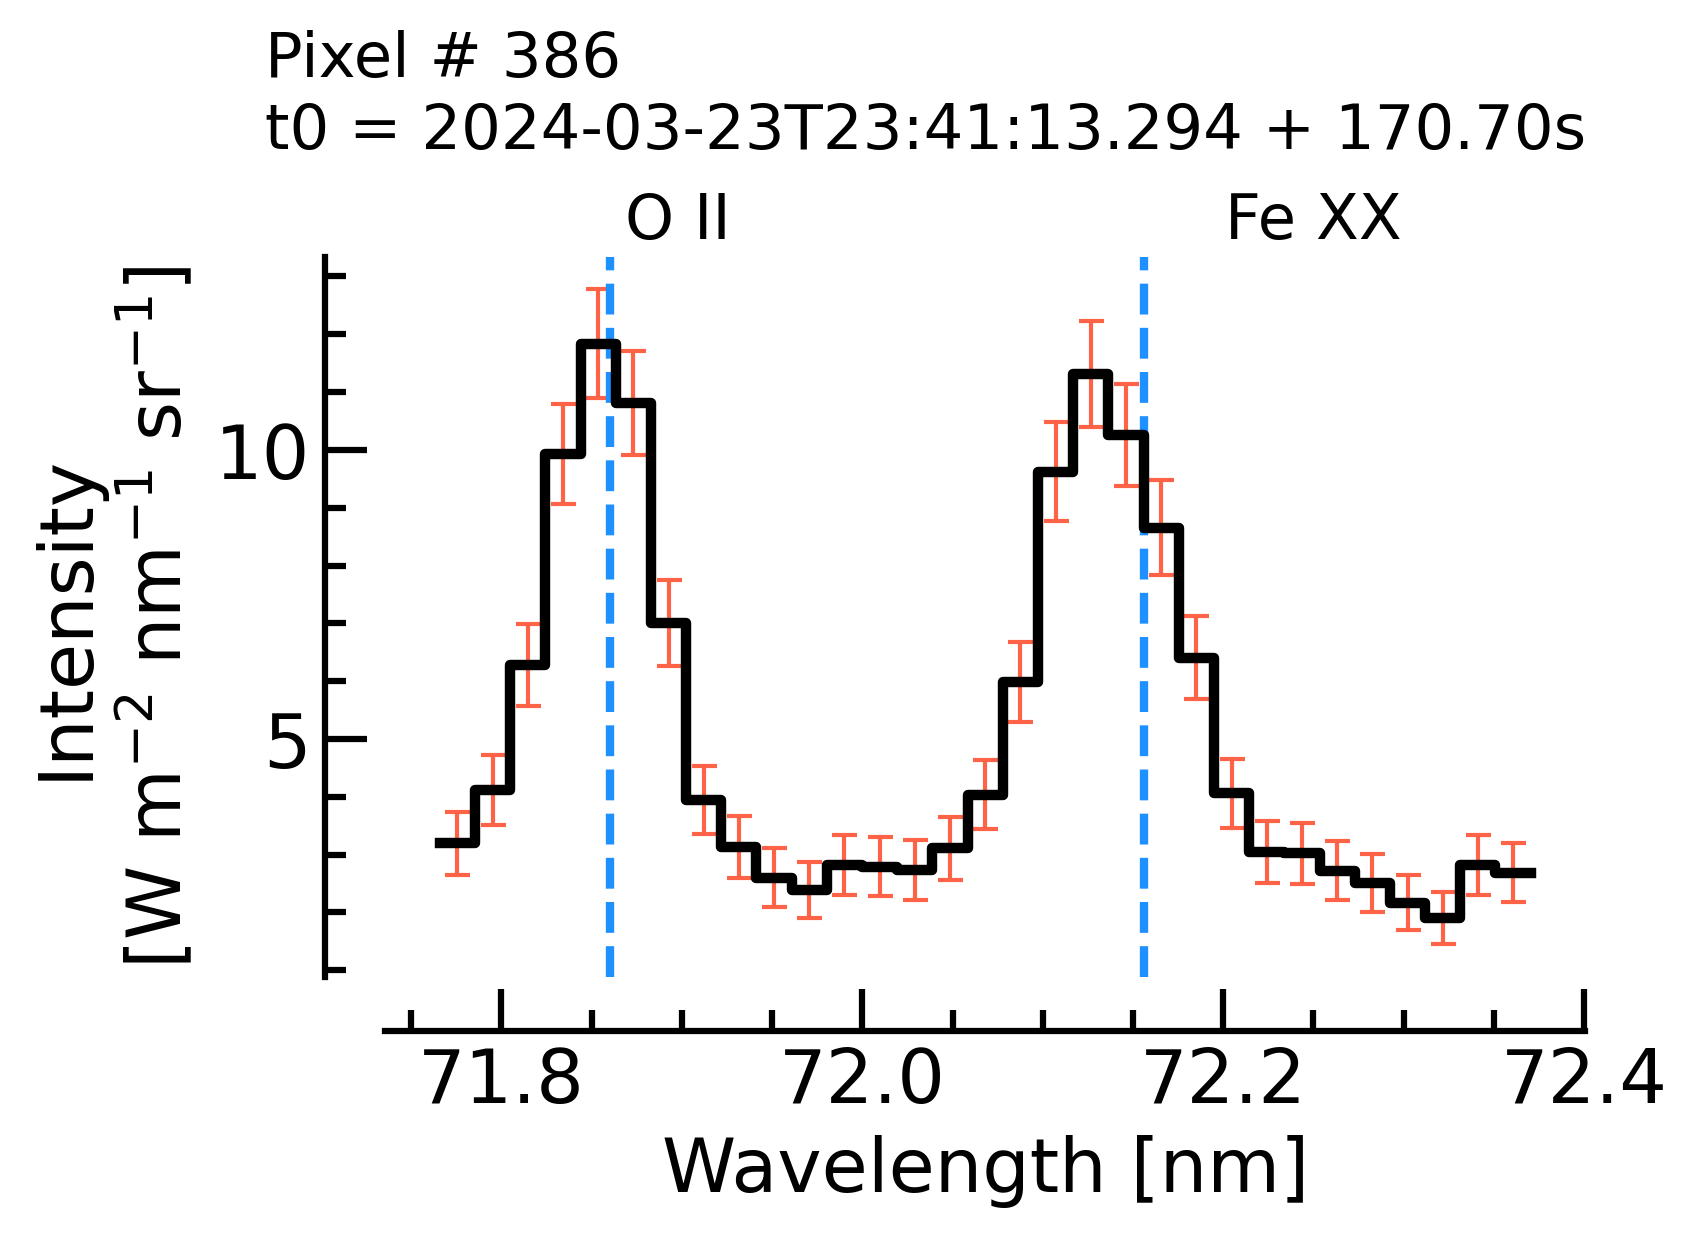 Pixel # 386
t0 = 2024-03-23T23:41:13.294 + 170.70s
O II
Fe XX
Intensity
[W m⁻² nm⁻¹ sr⁻¹]
10
5
71.8
72.0
72.2
72.4
Wavelength [nm]